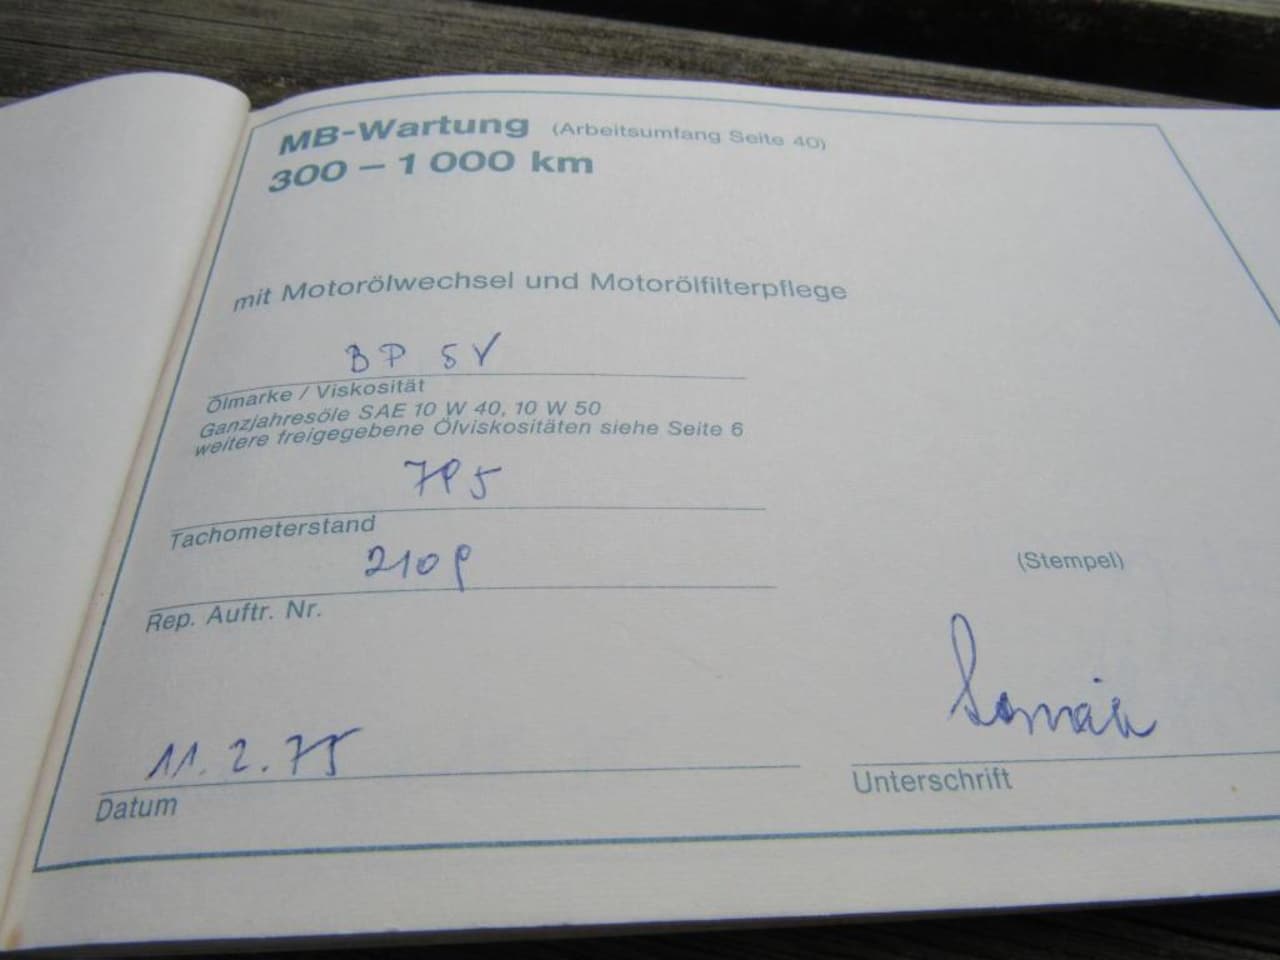 MB-Wartung (Arbeitsumfang Seite 40)
300 – 1 000 km
mit Motorölwechsel und Motorölfilterpflege
BP SV
Ölmarke / Viskosität
Ganzjahresöle SAE 10 W 40, 10 W 50
weitere freigegebene Ölviskositäten siehe Seite 6
Tachometerstand
Rep. Auftr. Nr.
(Stempel)
11.2.75
Datum
Unterschrift